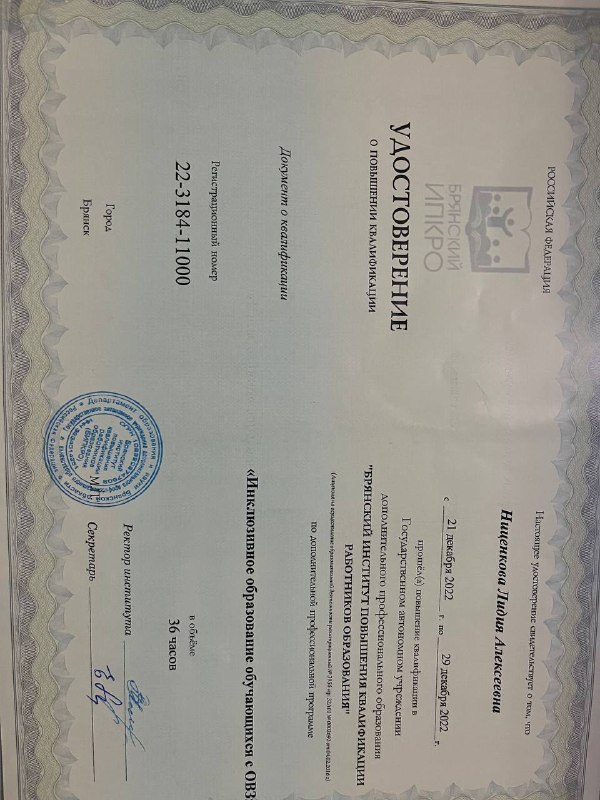 РОССИЙСКАЯ ФЕДЕРАЦИЯ
БРЯНСКИЙ
ИПКРО
УДОСТОВЕРЕНИЕ
О ПОВЫШЕНИИ КВАЛИФИКАЦИИ
Документ о квалификации
Регистрационный номер
22-3184-11000
Город
Брянск
Настоящее удостоверение свидетельствует о том, что
Ниценкова Лидия Алексеевна
с 21 декабря 2022 г. по 29 декабря 2022 г.
прошёл(а) повышение квалификации в
Государственном автономном учреждении
дополнительного профессионального образования
"БРЯНСКИЙ ИНСТИТУТ ПОВЫШЕНИЯ КВАЛИФИКАЦИИ
РАБОТНИКОВ ОБРАЗОВАНИЯ"
по дополнительной профессиональной программе
«Инклюзивное образование обучающихся с ОВЗ
в объёме
36 часов
Ректор института
Секретарь